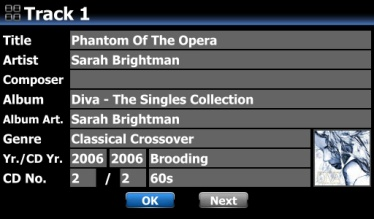 Track 1
Title Phantom Of The Opera
Artist Sarah Brightman
Composer
Album Diva - The Singles Collection
Album Art. Sarah Brightman
Genre Classical Crossover
Yr./CD Yr. 2006 2006 Brooding
CD No. 2 / 2 60s
OK Next